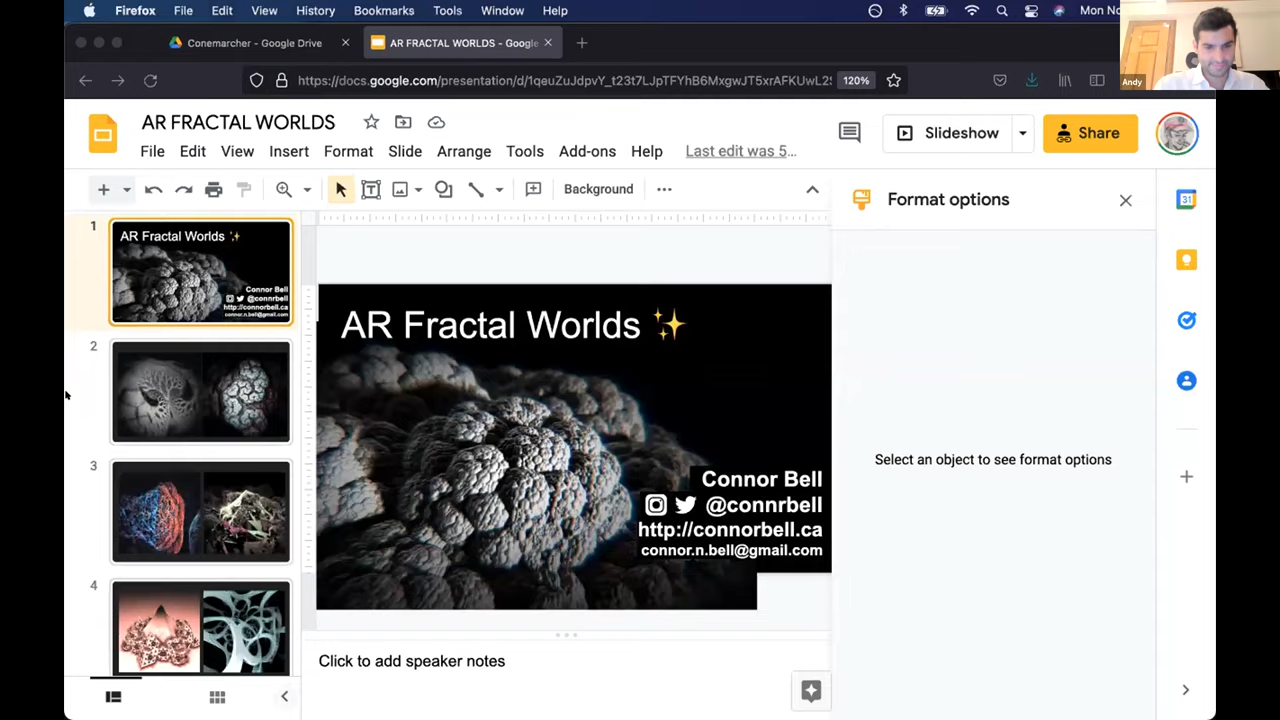 Firefox File Edit View History Bookmarks Tools Window Help
Mon No
Andy
Conemarcher - Google Drive
AR FRACTAL WORLDS - Google
https://docs.google.com/presentation/d/1qeuZuJdpvY_t23t7LJpTFYhB6MxgwJT5xrAFKUwL2S
120%
AR FRACTAL WORLDS
File Edit View Insert Format Slide Arrange Tools Add-ons Help
Last edit was 5...
Slideshow
Share
Background
Format options
31
1
AR Fractal Worlds
Connor Bell
@connrbell
http://connorbell.ca
connor.n.bell@gmail.com
2
3
4
AR Fractal Worlds ✨
Connor Bell
@connrbell
http://connorbell.ca
connor.n.bell@gmail.com
Select an object to see format options
Click to add speaker notes